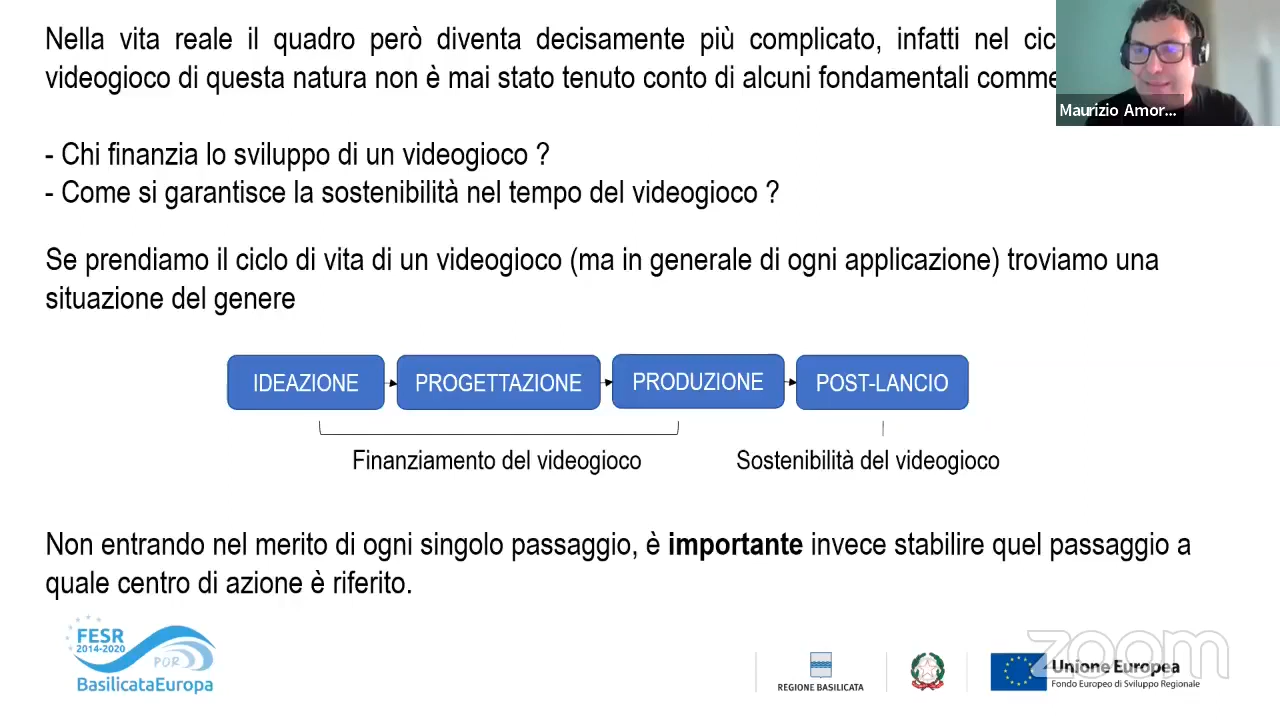 Nella vita reale il quadro però diventa decisamente più complicato, infatti nel
videogioco di questa natura non è mai stato tenuto conto di alcuni fondamentali
Maurizio Amor...
- Chi finanzia lo sviluppo di un videogioco ?
- Come si garantisce la sostenibilità nel tempo del videogioco ?
Se prendiamo il ciclo di vita di un videogioco (ma in generale di ogni applicazione) troviamo una
situazione del genere
IDEAZIONE PROGETTAZIONE PRODUZIONE POST-LANCIO
Finanziamento del videogioco Sostenibilità del videogioco
Non entrando nel merito di ogni singolo passaggio, è importante invece stabilire quel passaggio a
quale centro di azione è riferito.
FESR
2014-2020
POR
BasilicataEuropa
REGIONE BASILICATA
zoom
Unione Europea
Fondo Europeo di Sviluppo Regionale